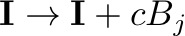 I → I + cB_j